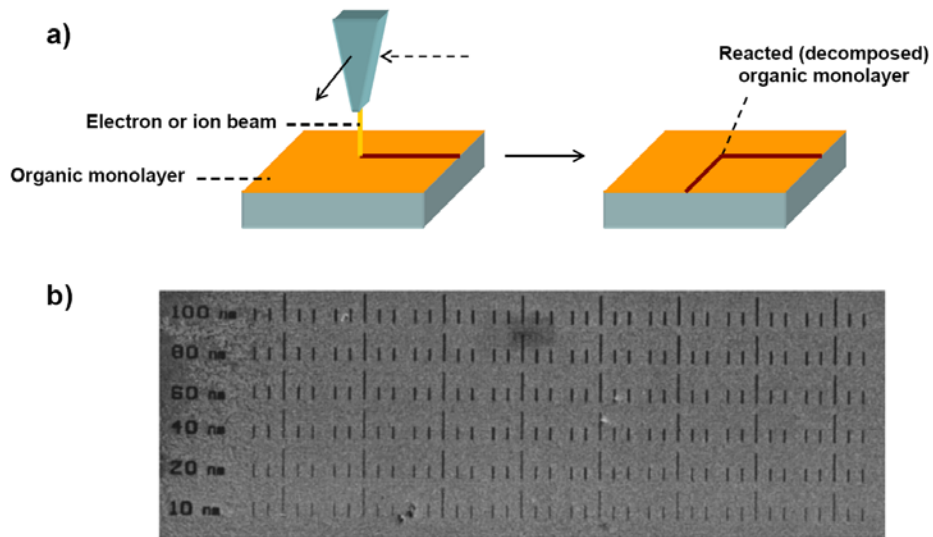 a)
Electron or ion beam
Organic monolayer
Reacted (decomposed)
organic monolayer
b)
100 nm
80 nm
60 nm
40 nm
20 nm
10 nm